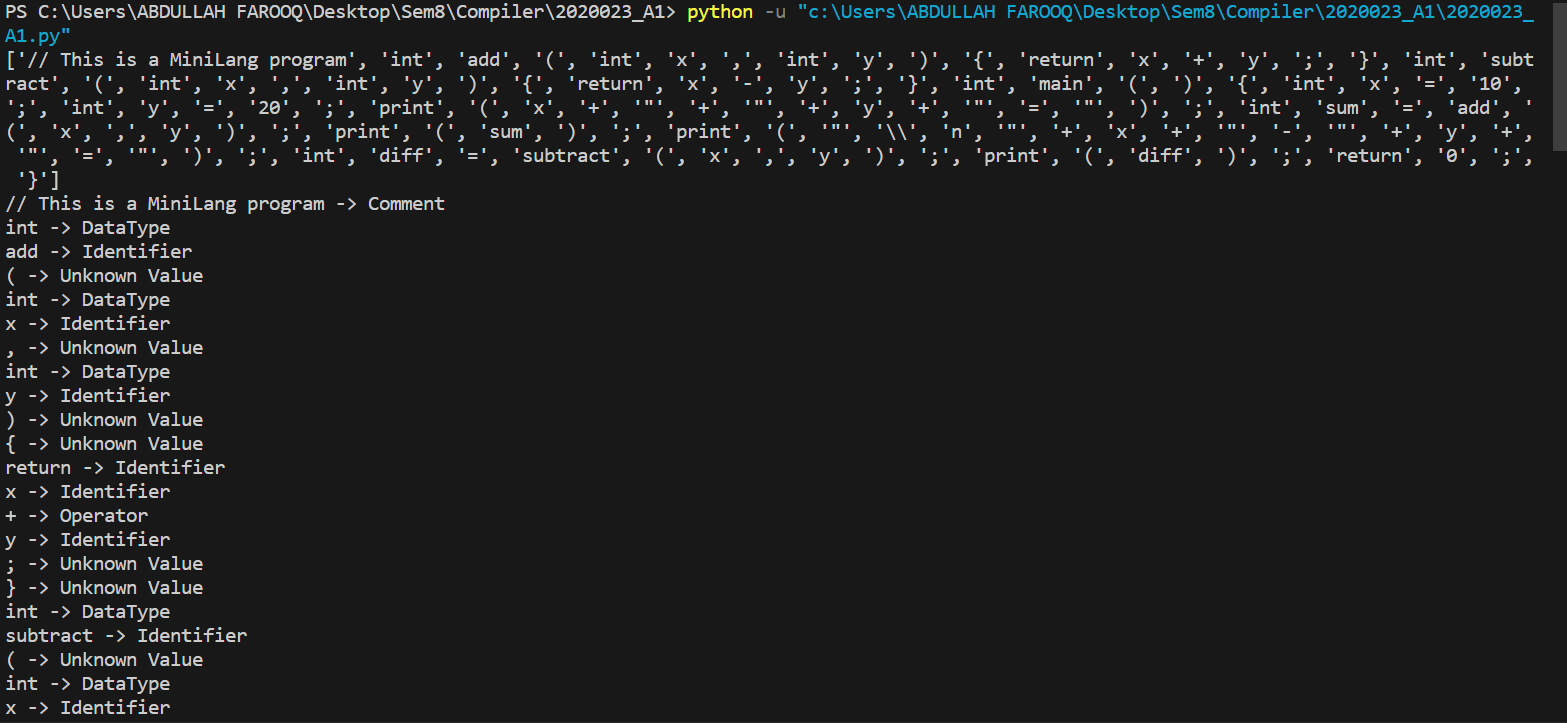 PS C:\Users\ABDULLAH FAROOQ\Desktop\Sem8\Compiler\2020023_A1> python -u "c:\Users\ABDULLAH FAROOQ\Desktop\Sem8\Compiler\2020023_A1\2020023_
A1.py"
['// This is a MiniLang program', 'int', 'add', '(', 'int', 'x', ',', 'int', 'y', ')', '{', 'return', 'x', '+', 'y', ';', '}', 'int', 'subt
ract', '(', 'int', 'x', ',', 'int', 'y', ')', '{', 'return', 'x', '-', 'y', ';', '}', 'int', 'main', '(', ')', '{', 'int', 'x', '=', '10',
';', 'int', 'y', '=', '20', ';', 'print', '(', 'x', '+', '"', '+', '"', '+', 'y', '+', '"', '=', '"', ')', ';', 'int', 'sum', '=', 'add', '
(', 'x', ',', 'y', ')', ';', 'print', '(', 'sum', ')', ';', 'print', '(', '"', '\\', 'n', '"', '+', 'x', '+', '"', '-', '"', '+', 'y', '+',
 '"', '=', '"', ')', ';', 'int', 'diff', '=', 'subtract', '(', 'x', ',', 'y', ')', ';', 'print', '(', 'diff', ')', ';', 'return', '0', ';',
 '}']
// This is a MiniLang program -> Comment
int -> DataType
add -> Identifier
( -> Unknown Value
int -> DataType
x -> Identifier
, -> Unknown Value
int -> DataType
y -> Identifier
) -> Unknown Value
{ -> Unknown Value
return -> Identifier
x -> Identifier
+ -> Operator
y -> Identifier
; -> Unknown Value
} -> Unknown Value
int -> DataType
subtract -> Identifier
( -> Unknown Value
int -> DataType
x -> Identifier